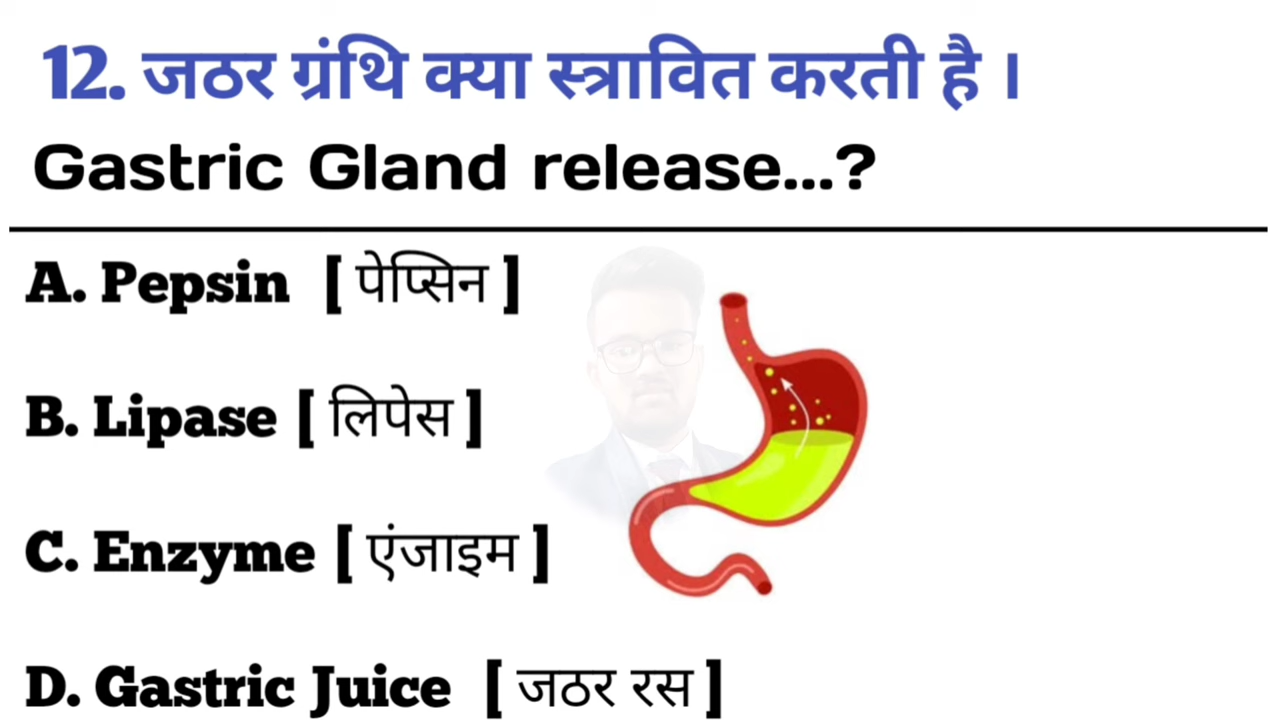 12. जठर ग्रंथि क्या स्त्रावित करती है ।
Gastric Gland release...?
A. Pepsin [ पेप्सिन ]
B. Lipase [ लिपेस ]
C. Enzyme [ एंजाइम ]
D. Gastric Juice [ जठर रस ]